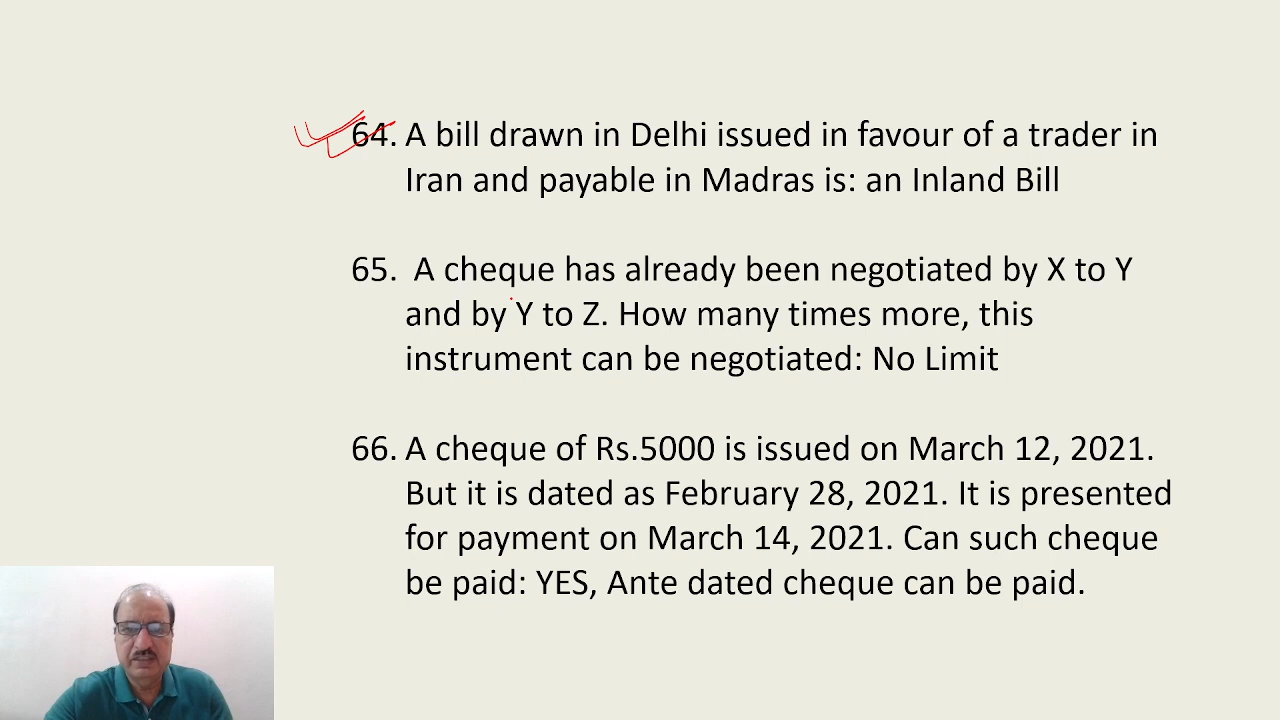 64. A bill drawn in Delhi issued in favour of a trader in
Iran and payable in Madras is: an Inland Bill
65. A cheque has already been negotiated by X to Y
and by Y to Z. How many times more, this
instrument can be negotiated: No Limit
66. A cheque of Rs.5000 is issued on March 12, 2021.
But it is dated as February 28, 2021. It is presented
for payment on March 14, 2021. Can such cheque
be paid: YES, Ante dated cheque can be paid.